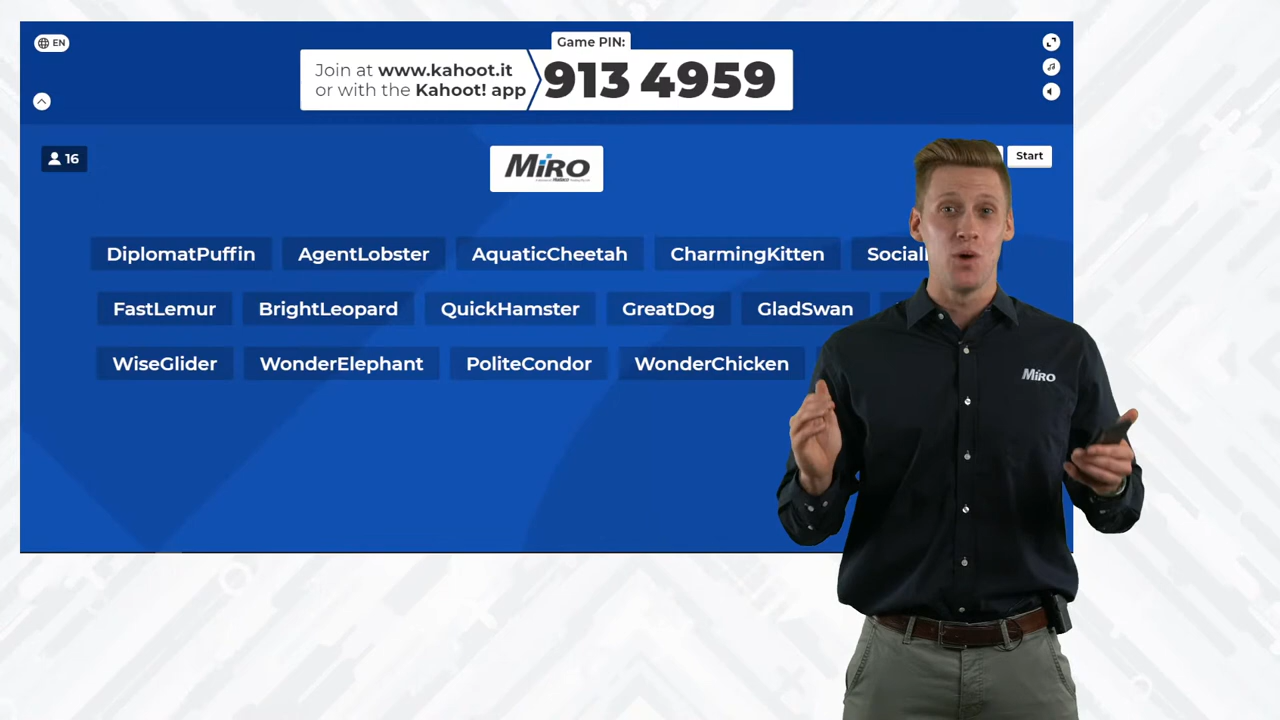 EN
Game PIN:
Join at www.kahoot.it
or with the Kahoot! app
913 4959
16
MiRO
Start
DiplomatPuffin AgentLobster AquaticCheetah CharmingKitten
FastLemur BrightLeopard QuickHamster GreatDog GladSwan
WiseGlider WonderElephant PoliteCondor WonderChicken
MiRO